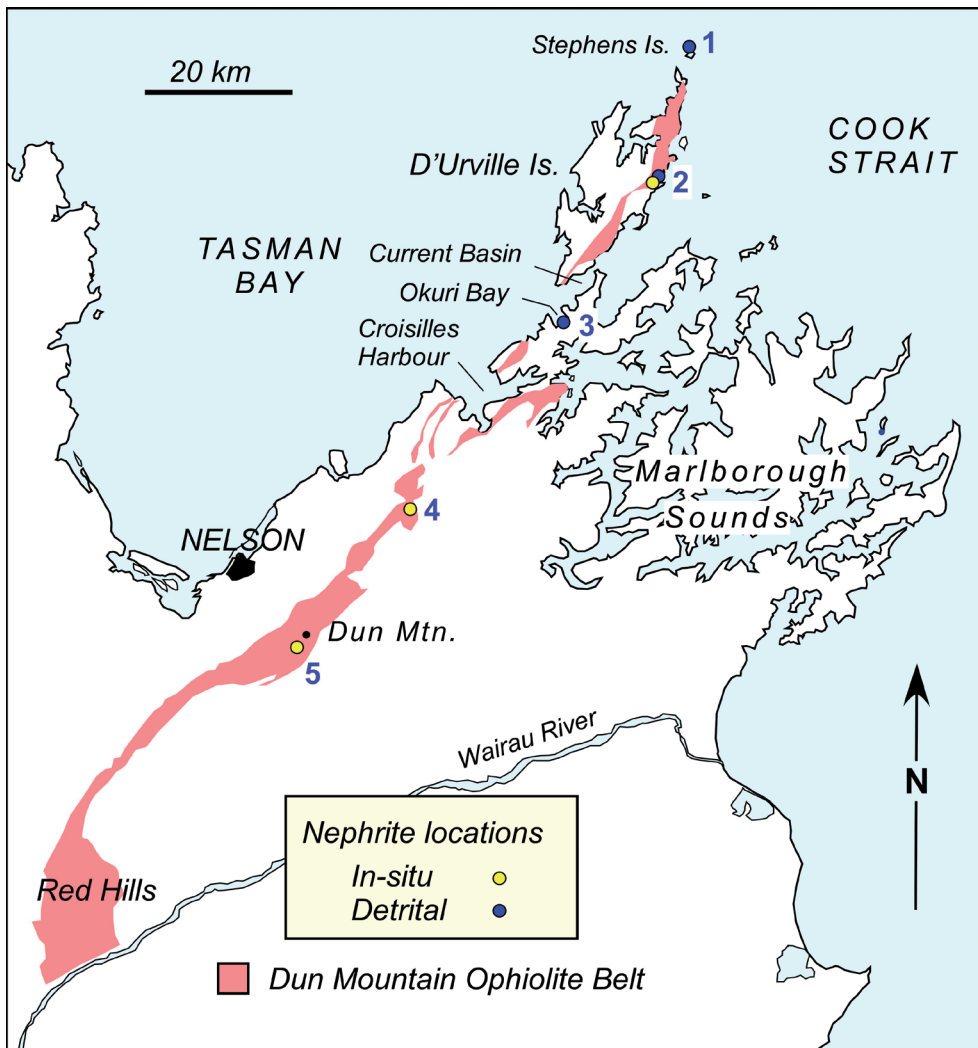 Stephens Is.
1
20 km
COOK
STRAIT
D'Urville Is.
2
TASMAN
BAY
Current Basin
Okuri Bay
3
Croisilles
Harbour
Marlborough
Sounds
4
NELSON
Dun Mtn.
5
Wairau River
N
Nephrite locations
In-situ
Detrital
Red Hills
Dun Mountain Ophiolite Belt